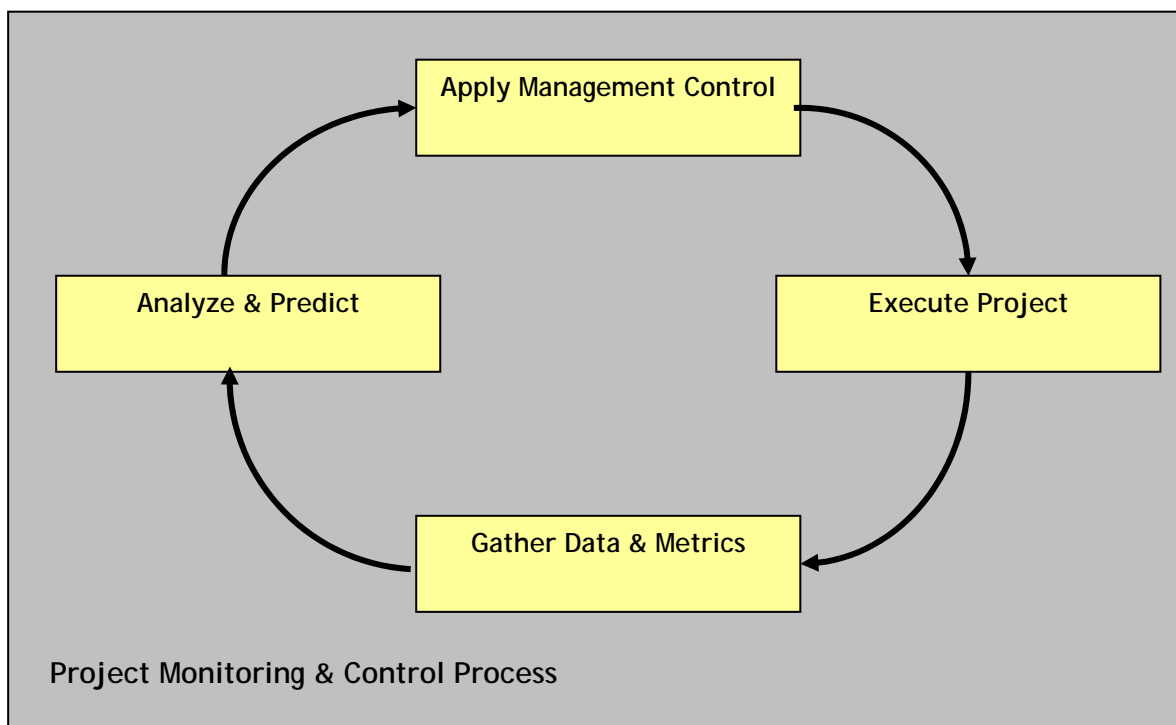 Apply Management Control
Analyze & Predict
Execute Project
Gather Data & Metrics
Project Monitoring & Control Process